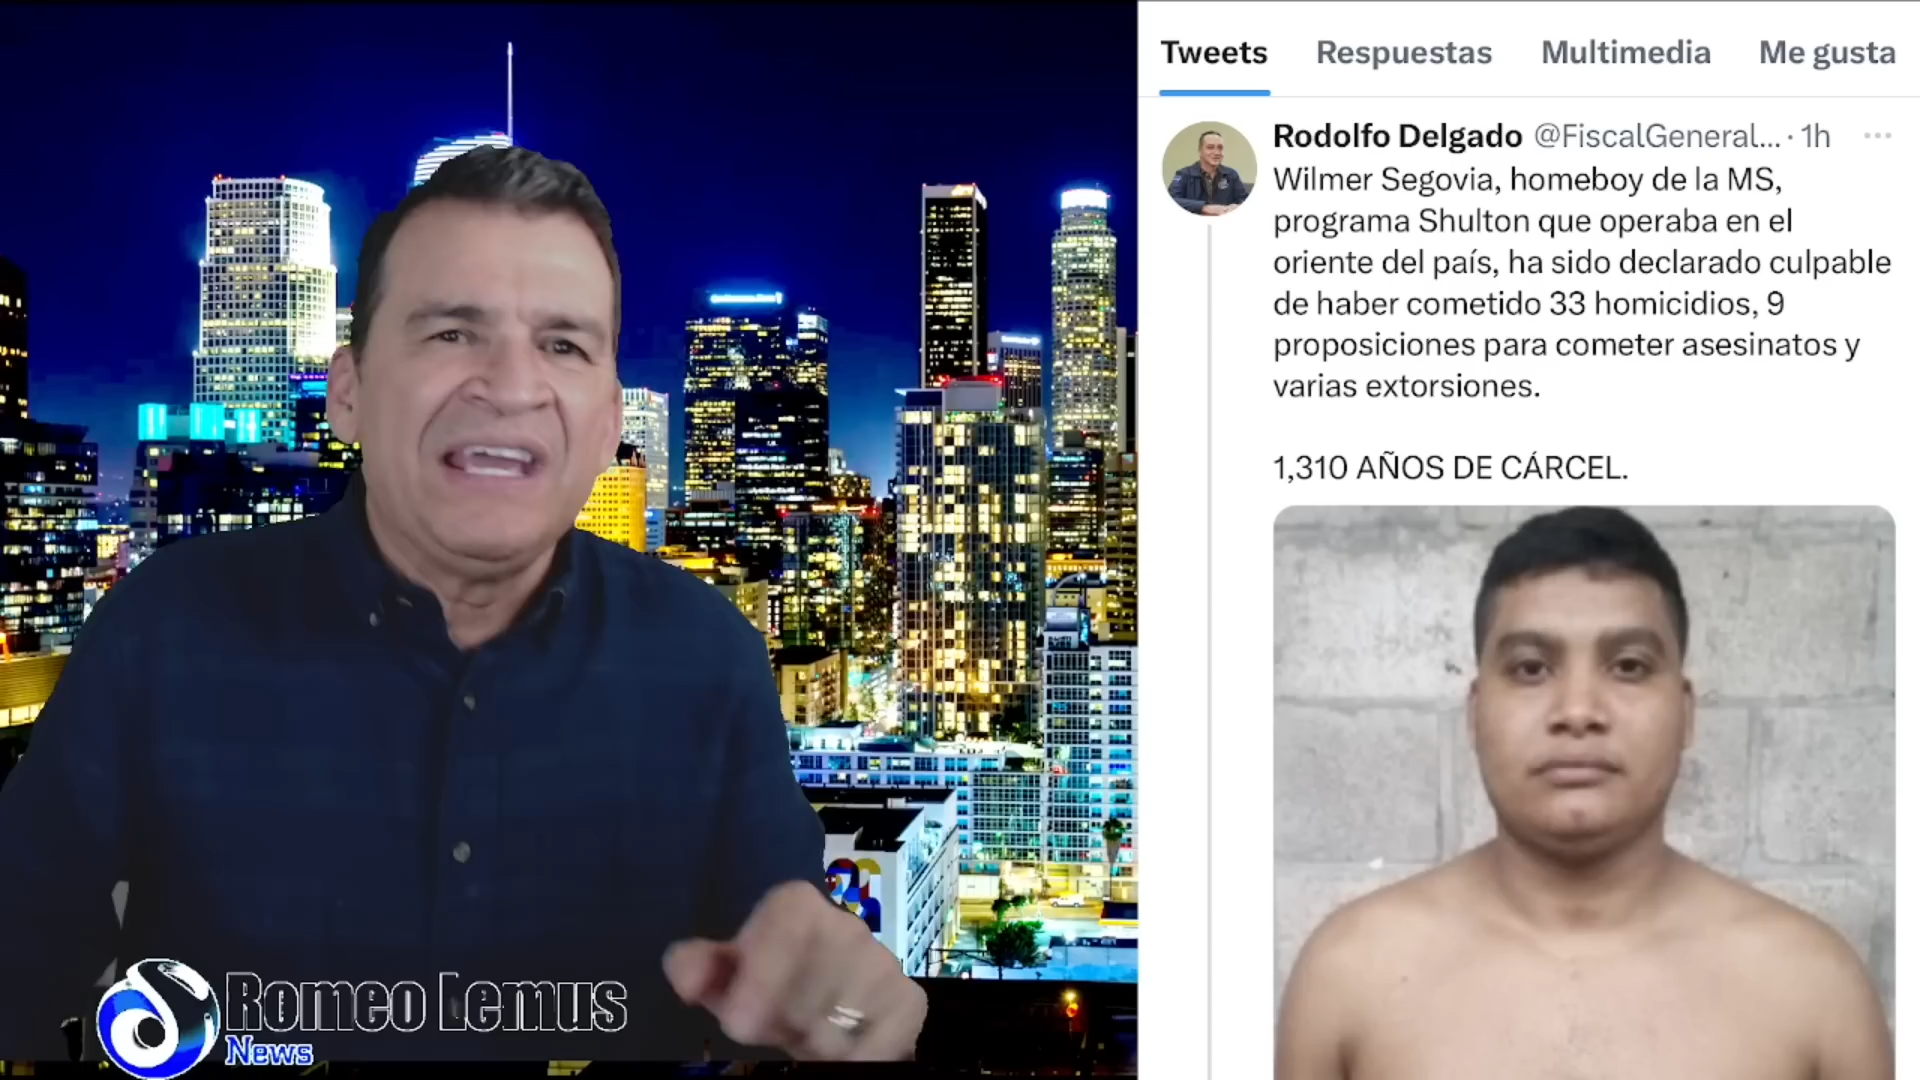 Tweets Respuestas Multimedia Me gusta
Rodolfo Delgado @FiscalGeneral... · 1h
Wilmer Segovia, homeboy de la MS,
programa Shulton que operaba en el
oriente del país, ha sido declarado culpable
de haber cometido 33 homicidios, 9
proposiciones para cometer asesinatos y
varias extorsiones.
1,310 AÑOS DE CÁRCEL.
Romeo Lemus
News